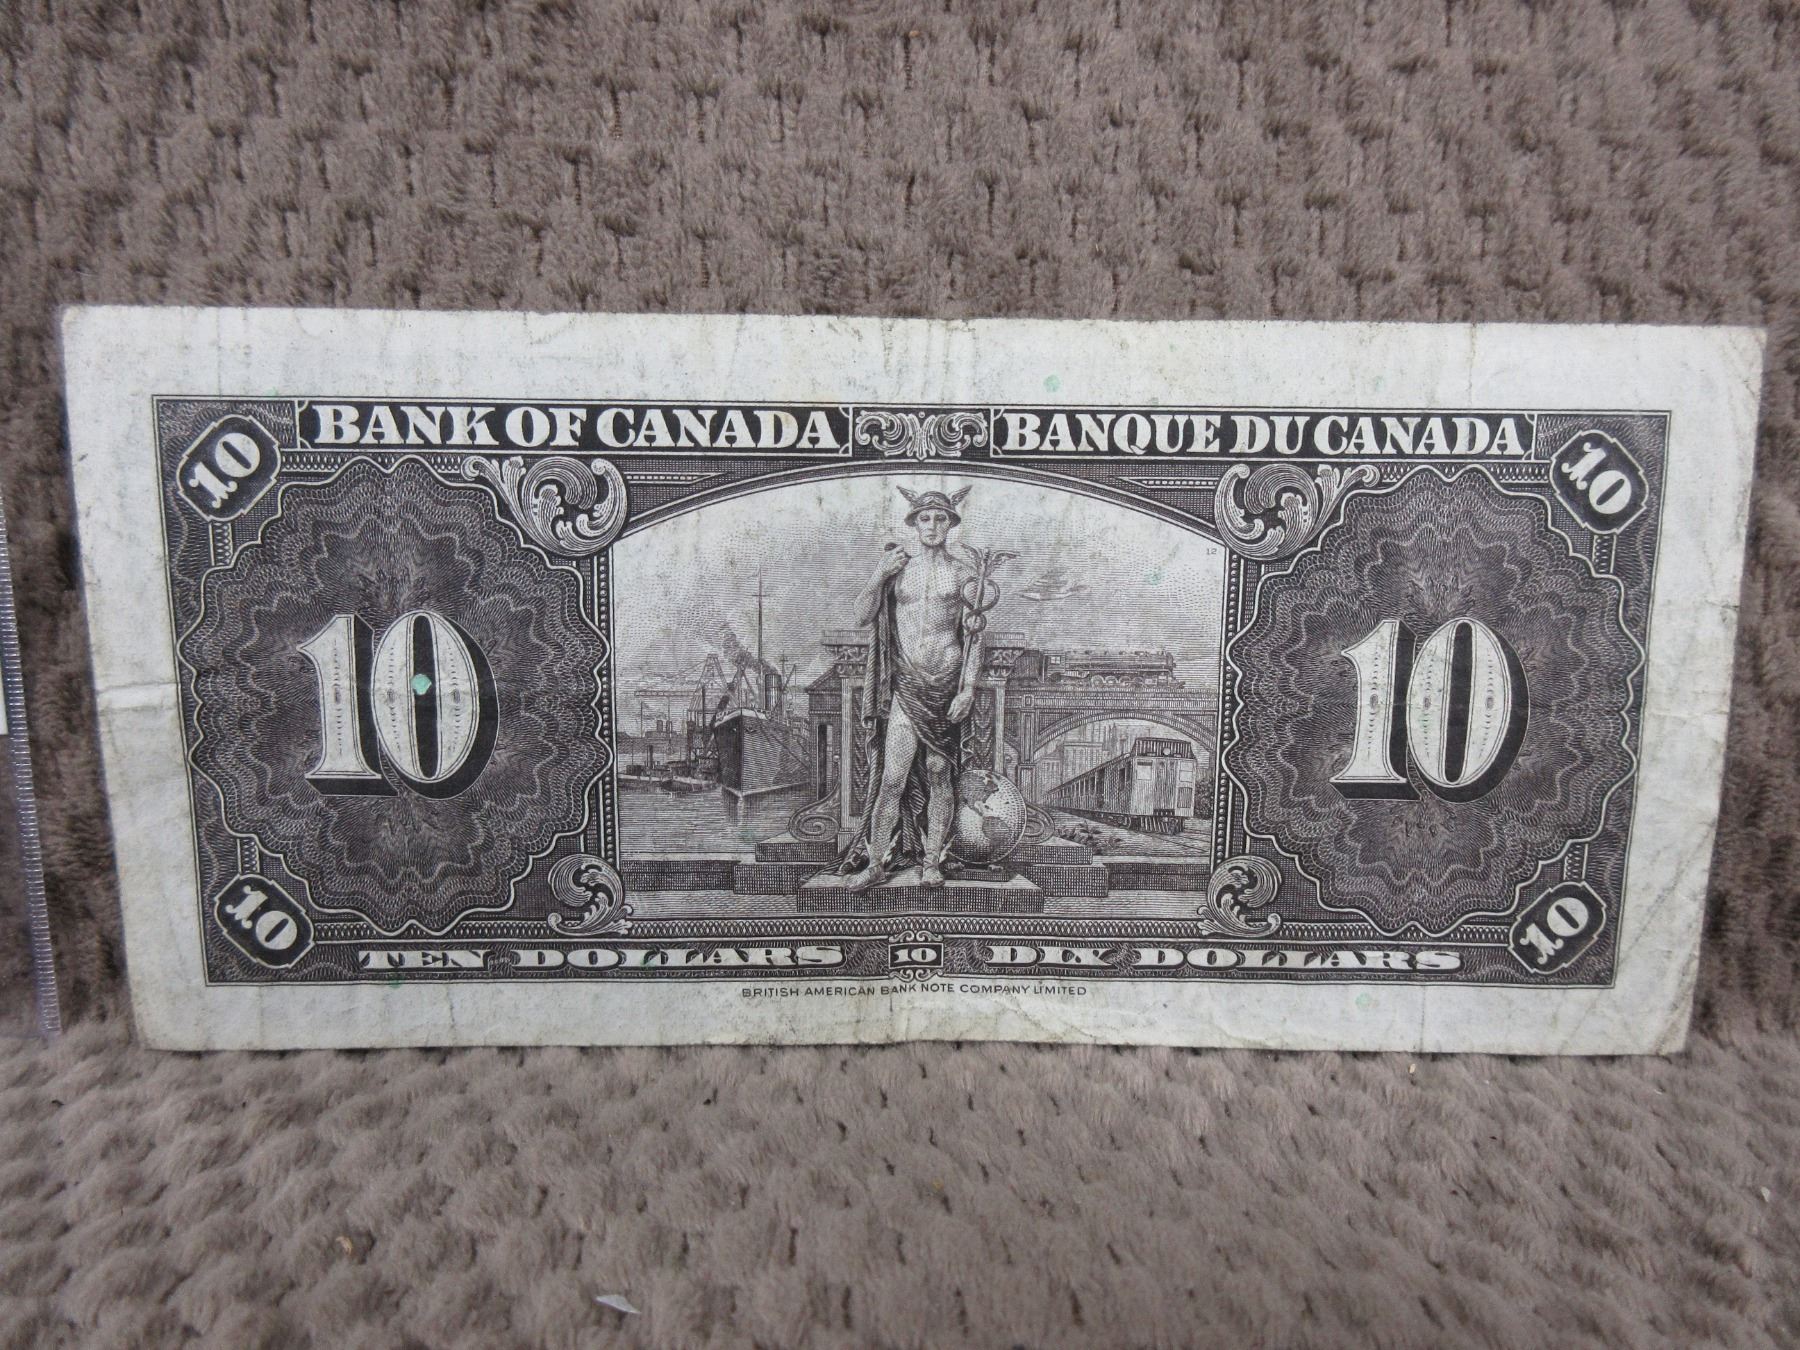 BANK OF CANADA BANQUE DU CANADA
10 10
12
10 10
10 10
TEN DOLLARS 10 DIX DOLLARS
BRITISH AMERICAN BANK NOTE COMPANY LIMITED